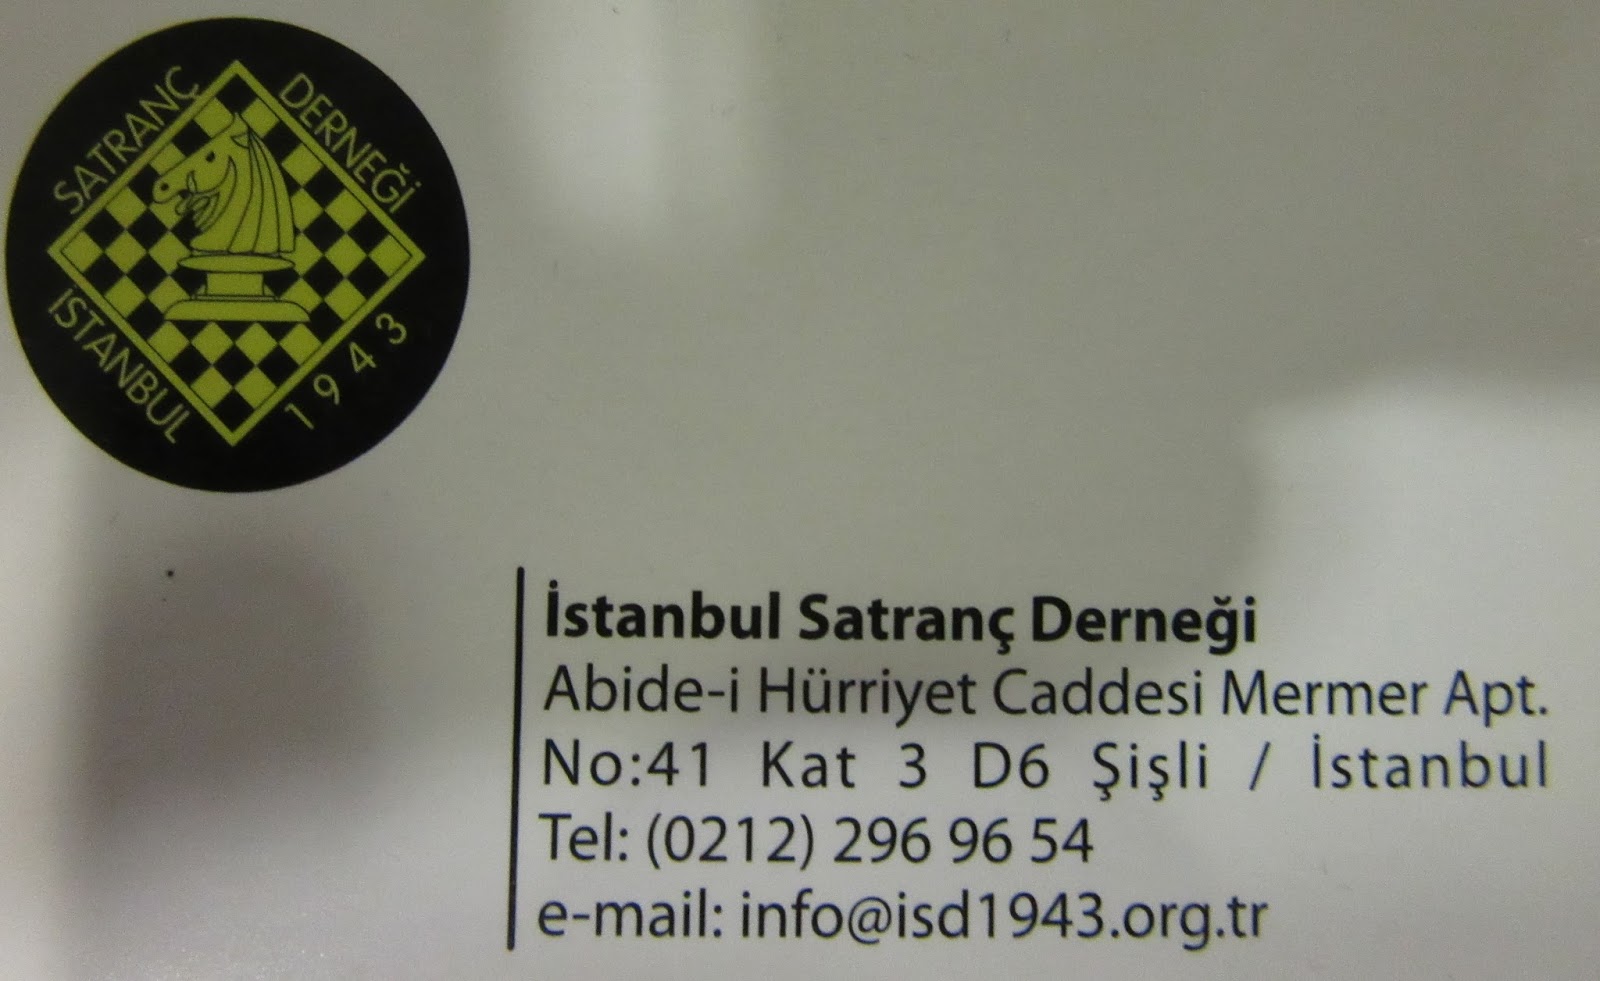 SATRANÇ
DERNEĞİ
İSTANBUL
1943
İstanbul Satranç Derneği
Abide-i Hürriyet Caddesi Mermer Apt.
No:41 Kat 3 D6 Şişli / İstanbul
Tel: (0212) 296 96 54
e-mail: info@isd1943.org.tr